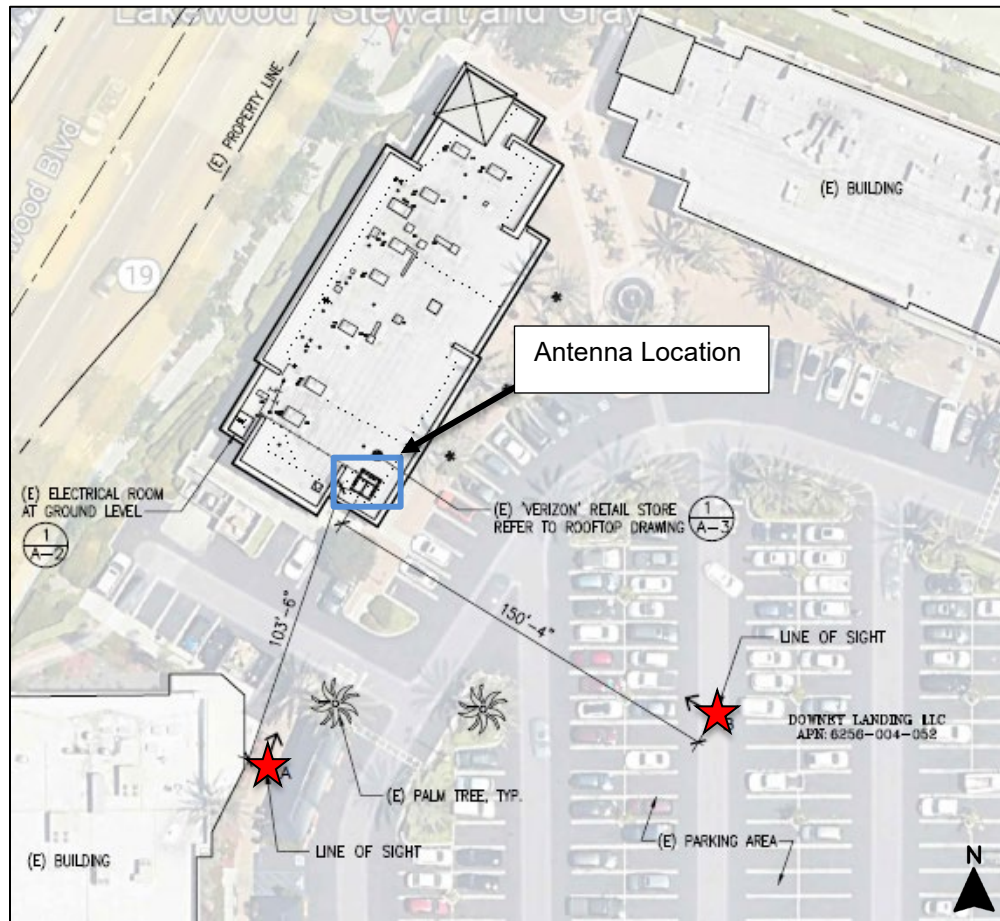 Lakewood / Stewart and Gray
(E) PROPERTY LINE
wood Blvd
19
(E) BUILDING
Antenna Location
(E) ELECTRICAL ROOM
AT GROUND LEVEL
1
A-2
(E) 'VERIZON' RETAIL STORE
REFER TO ROOFTOP DRAWING
1
A-3
103'-6"
150'-4"
LINE OF SIGHT
B
DOWNEY LANDING LLC
APN: 6256-004-052
A
(E) PALM TREE, TYP.
(E) PARKING AREA
LINE OF SIGHT
(E) BUILDING
N